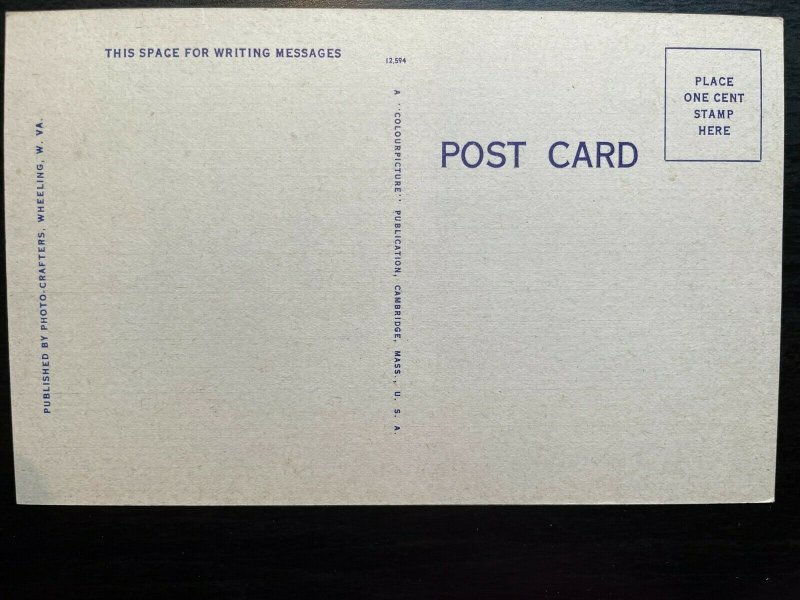 THIS SPACE FOR WRITING MESSAGES
12,594
PLACE
ONE CENT
STAMP
HERE
POST CARD
A "COLOURPICTURE" PUBLICATION, CAMBRIDGE, MASS., U. S. A.
PUBLISHED BY PHOTO-CRAFTERS, WHEELING, W. VA.